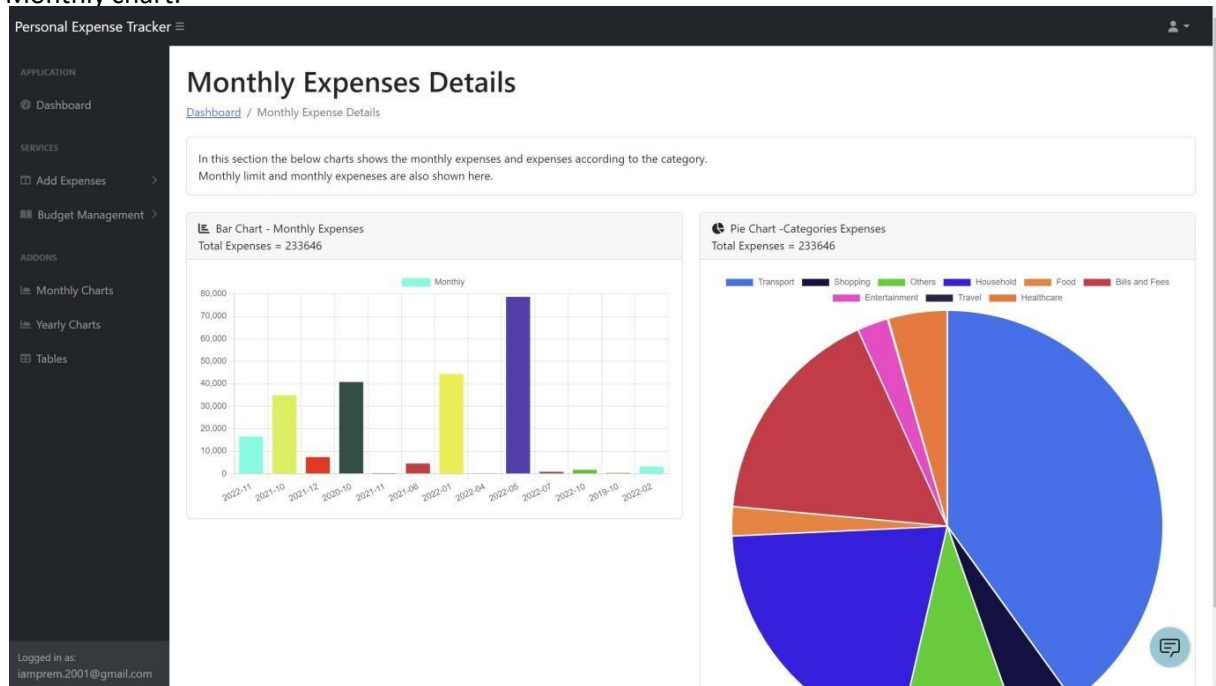 Monthly chart:
Personal Expense Tracker
APPLICATION
Dashboard
SERVICES
Add Expenses
Budget Management
ADDONS
Monthly Charts
Yearly Charts
Tables
Logged in as:
iamprem.2001@gmail.com
Monthly Expenses Details
Dashboard / Monthly Expense Details
In this section the below charts shows the monthly expenses and expenses according to the category.
Monthly limit and monthly expeneses are also shown here.
Bar Chart - Monthly Expenses
Total Expenses = 233646
Monthly
80,000
70,000
60,000
50,000
40,000
30,000
20,000
10,000
0
2022-11 2021-10 2021-12 2020-10 2021-11 2021-06 2022-01 2022-04 2022-05 2022-07 2022-10 2019-10 2022-02
Pie Chart -Categories Expenses
Total Expenses = 233646
Transport Shopping Others Household Food Bills and Fees
Entertainment Travel Healthcare